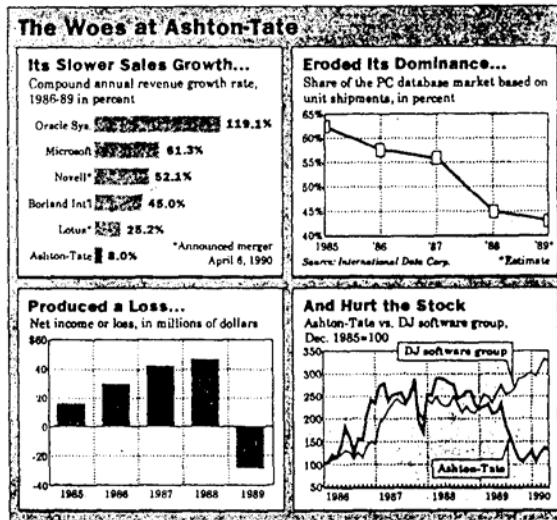 The Woes at Ashton-Tate
Its Slower Sales Growth...
Compound annual revenue growth rate,
1986-89 in percent
Oracle Sys. 119.1%
Microsoft 61.3%
Novell* 52.1%
Borland Int'l 45.0%
Lotus* 25.2%
Ashton-Tate 8.0%
*Announced merger
April 6, 1990
Eroded Its Dominance...
Share of the PC database market based on
unit shipments, in percent
65%
60%
55%
50%
45%
40%
1985 '86 '87 '88 '89*
Source: International Data Corp. *Estimate
Produced a Loss...
Net income or loss, in millions of dollars
$60
40
20
0
-20
-40
1985 1986 1987 1988 1989
And Hurt the Stock
Ashton-Tate vs. DJ software group,
Dec. 1985=100
350
300
250
200
150
100
50
DJ software group
Ashton-Tate
1986 1987 1988 1989 1990